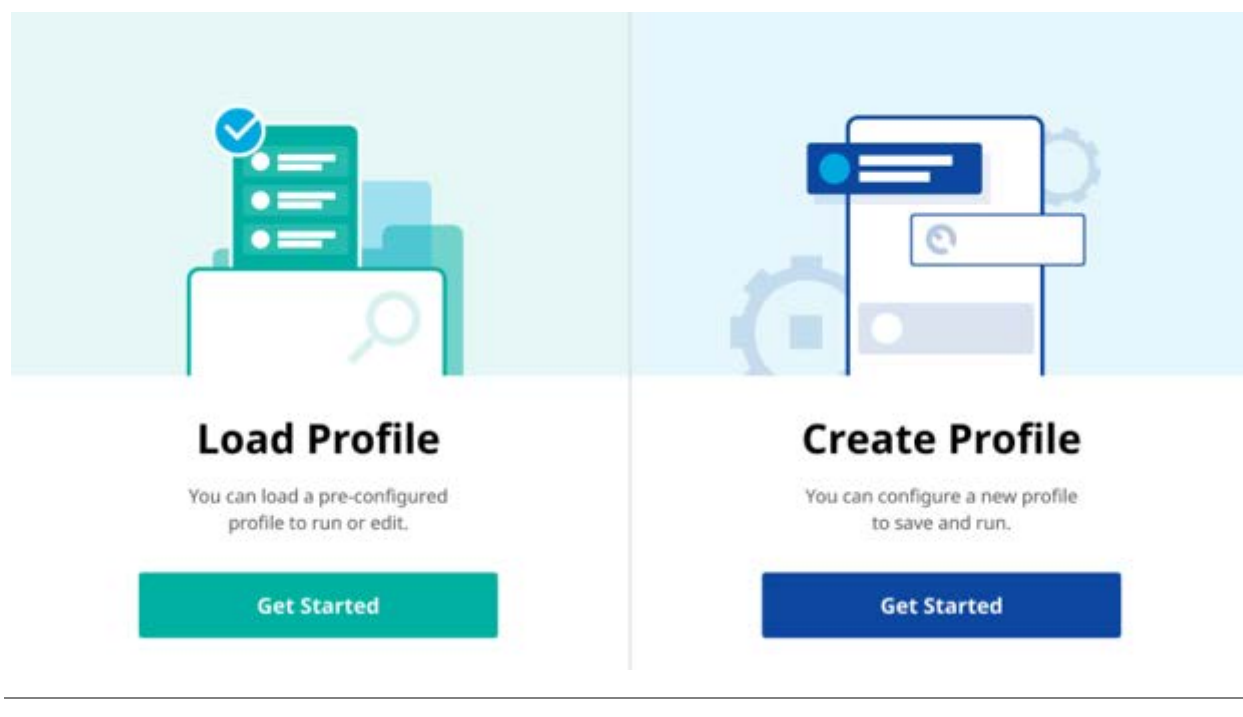 Load Profile
You can load a pre-configured
profile to run or edit.
Get Started
Create Profile
You can configure a new profile
to save and run.
Get Started